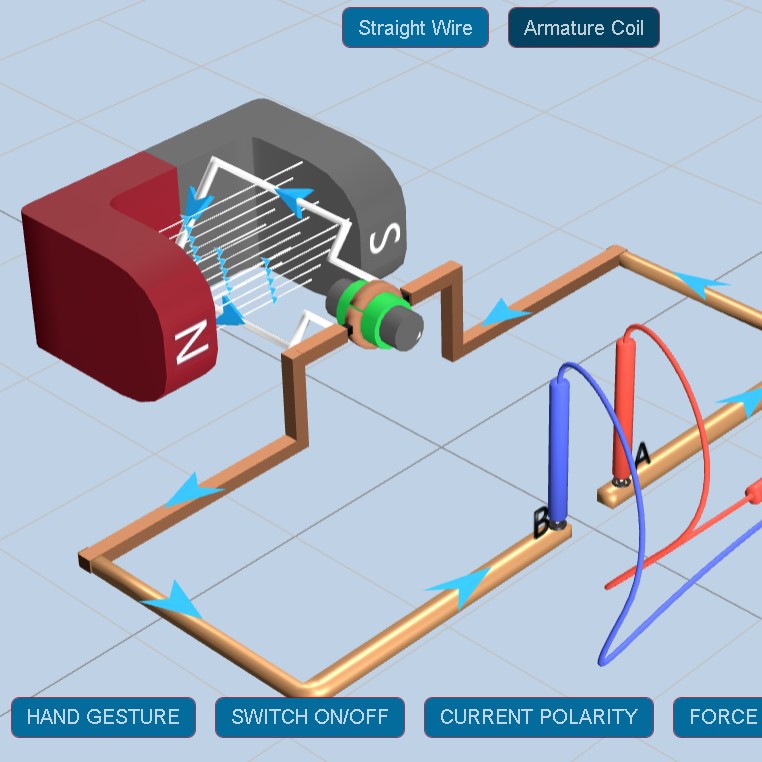 Straight Wire
Armature Coil
S
N
A
B
HAND GESTURE
SWITCH ON/OFF
CURRENT POLARITY
FORCE